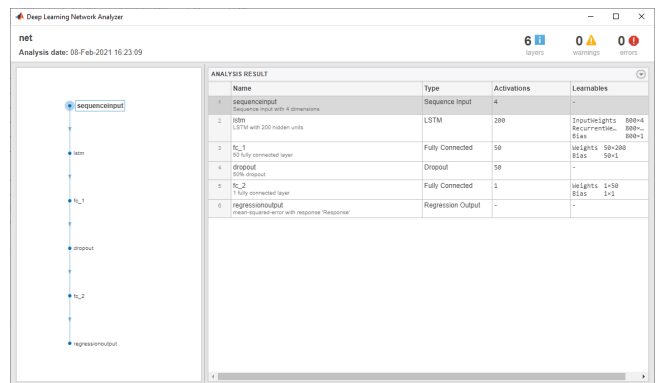 Deep Learning Network Analyzer
net
Analysis date: 08-Feb-2021 16:23:09
6 i
layers
0
warnings
0
errors
sequenceinput
lstm
fc_1
dropout
fc_2
regressionoutput
ANALYSIS RESULT
Name Type Activations Learnables
1 sequenceinput Sequence Input 4 -
Sequence input with 4 dimensions
2 lstm LSTM 200 InputWeights 800×4
LSTM with 200 hidden units RecurrentWe… 800×…
Bias 800×1
3 fc_1 Fully Connected 50 Weights 50×200
50 fully connected layer Bias 50×1
4 dropout Dropout 50 -
50% dropout
5 fc_2 Fully Connected 1 Weights 1×50
1 fully connected layer Bias 1×1
6 regressionoutput Regression Output - -
mean-squared-error with response 'Response'